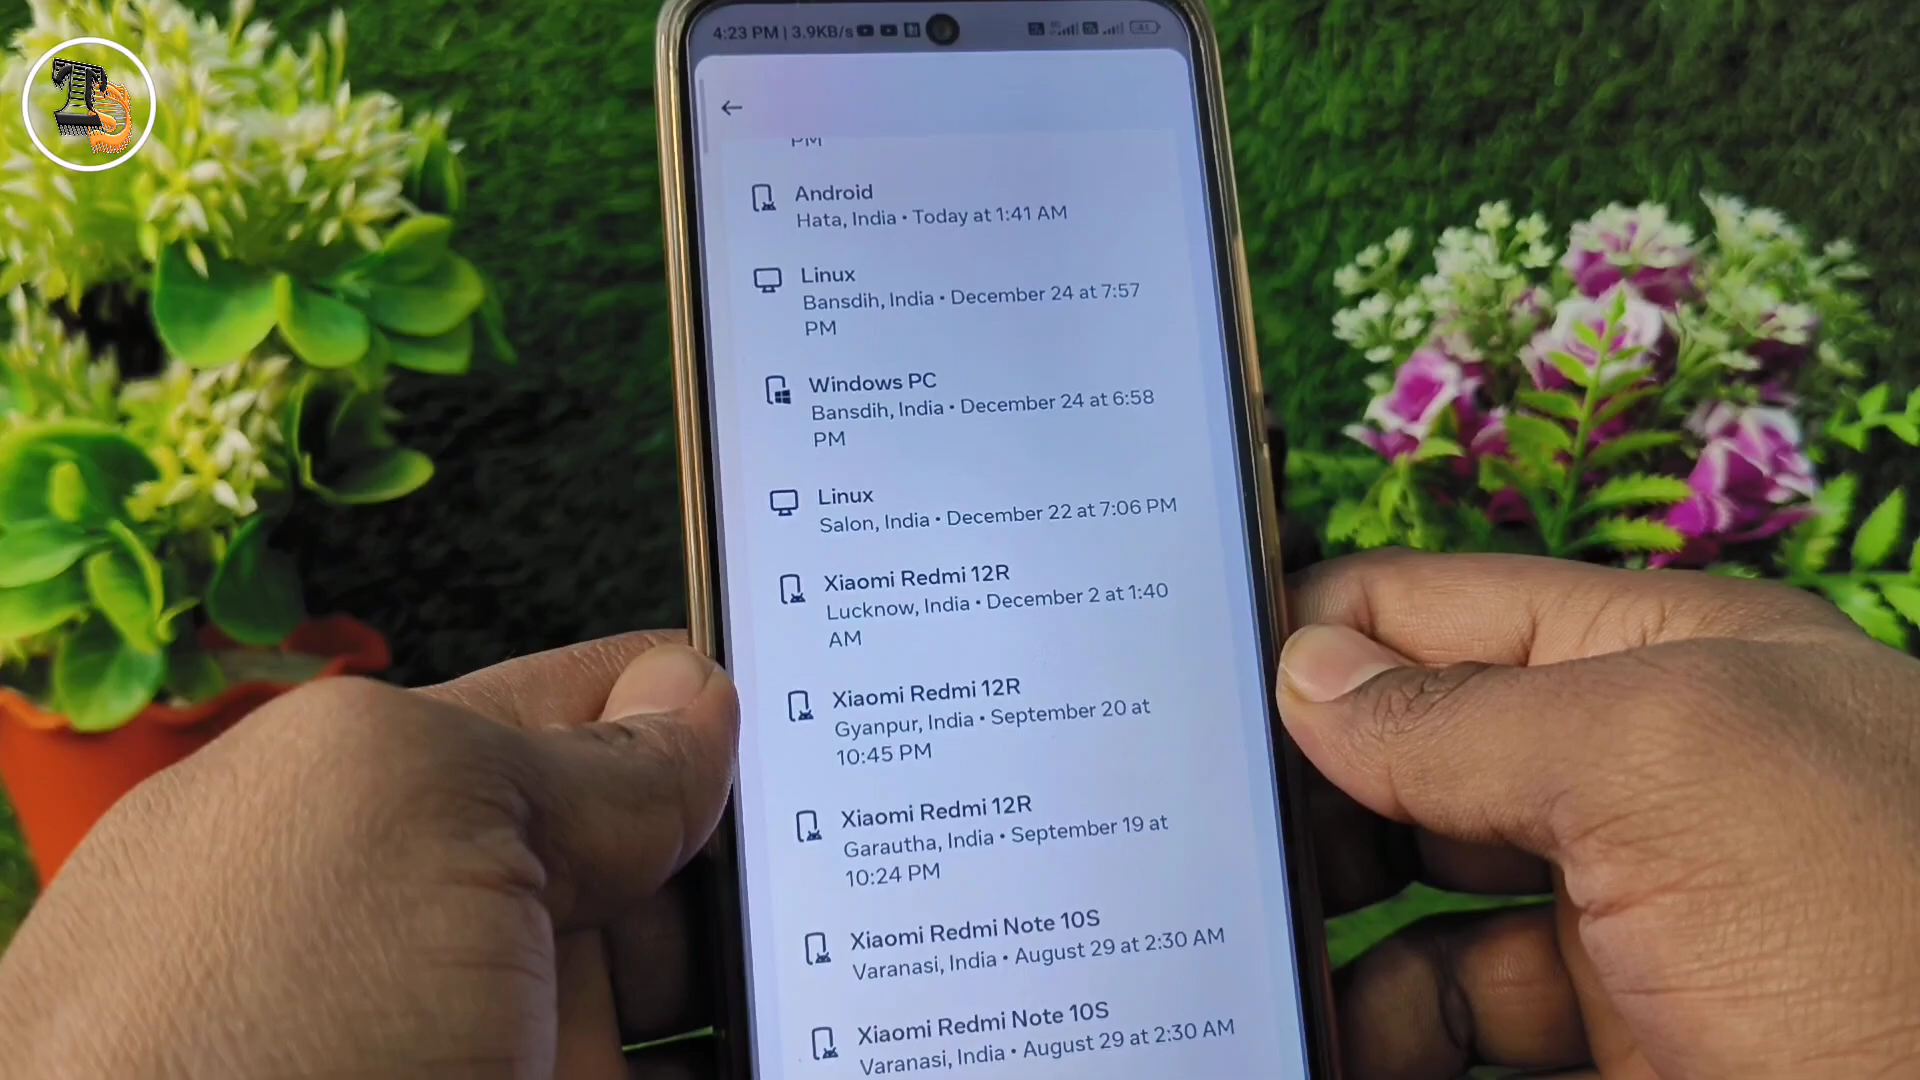 TS
4:23 PM | 3.9KB/s
41
PM
Android
Hata, India • Today at 1:41 AM
Linux
Bansdih, India • December 24 at 7:57
PM
Windows PC
Bansdih, India • December 24 at 6:58
PM
Linux
Salon, India • December 22 at 7:06 PM
Xiaomi Redmi 12R
Lucknow, India • December 2 at 1:40
AM
Xiaomi Redmi 12R
Gyanpur, India • September 20 at
10:45 PM
Xiaomi Redmi 12R
Garautha, India • September 19 at
10:24 PM
Xiaomi Redmi Note 10S
Varanasi, India • August 29 at 2:30 AM
Xiaomi Redmi Note 10S
Varanasi, India • August 29 at 2:30 AM